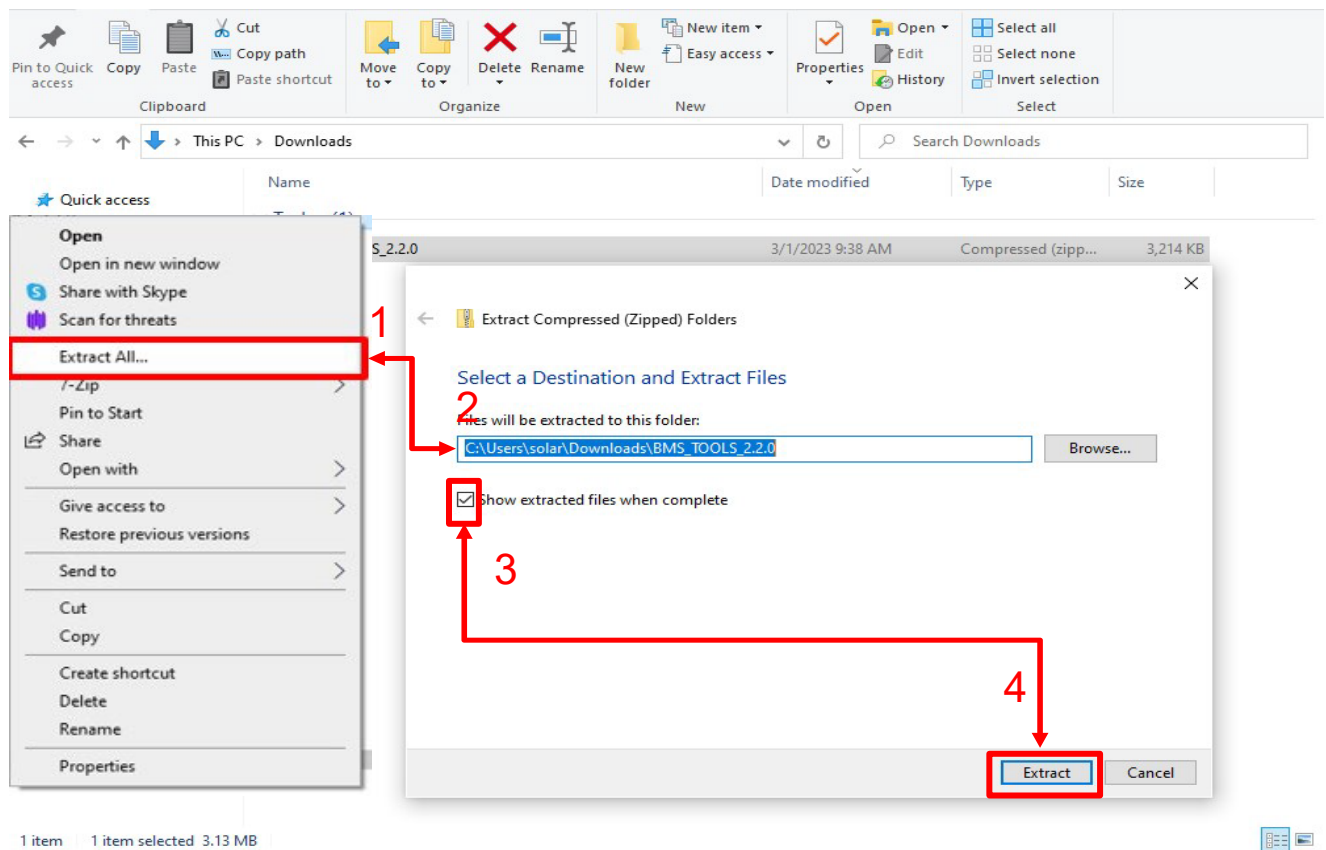 Pin to Quick access
Copy
Paste
Cut
Copy path
Paste shortcut
Clipboard
Move to
Copy to
Delete
Rename
Organize
New folder
New item
Easy access
New
Properties
Open
Edit
History
Open
Select all
Select none
Invert selection
Select
This PC > Downloads
Search Downloads
Quick access
Name
Date modified
Type
Size
S_2.2.0
3/1/2023 9:38 AM
Compressed (zipp...
3,214 KB
Open
Open in new window
Share with Skype
Scan for threats
Extract All...
7-Zip
Pin to Start
Share
Open with
Give access to
Restore previous versions
Send to
Cut
Copy
Create shortcut
Delete
Rename
Properties
1
Extract Compressed (Zipped) Folders
Select a Destination and Extract Files
2
Files will be extracted to this folder:
C:\Users\solar\Downloads\BMS_TOOLS_2.2.0
Browse...
Show extracted files when complete
3
4
Extract
Cancel
1 item
1 item selected 3.13 MB